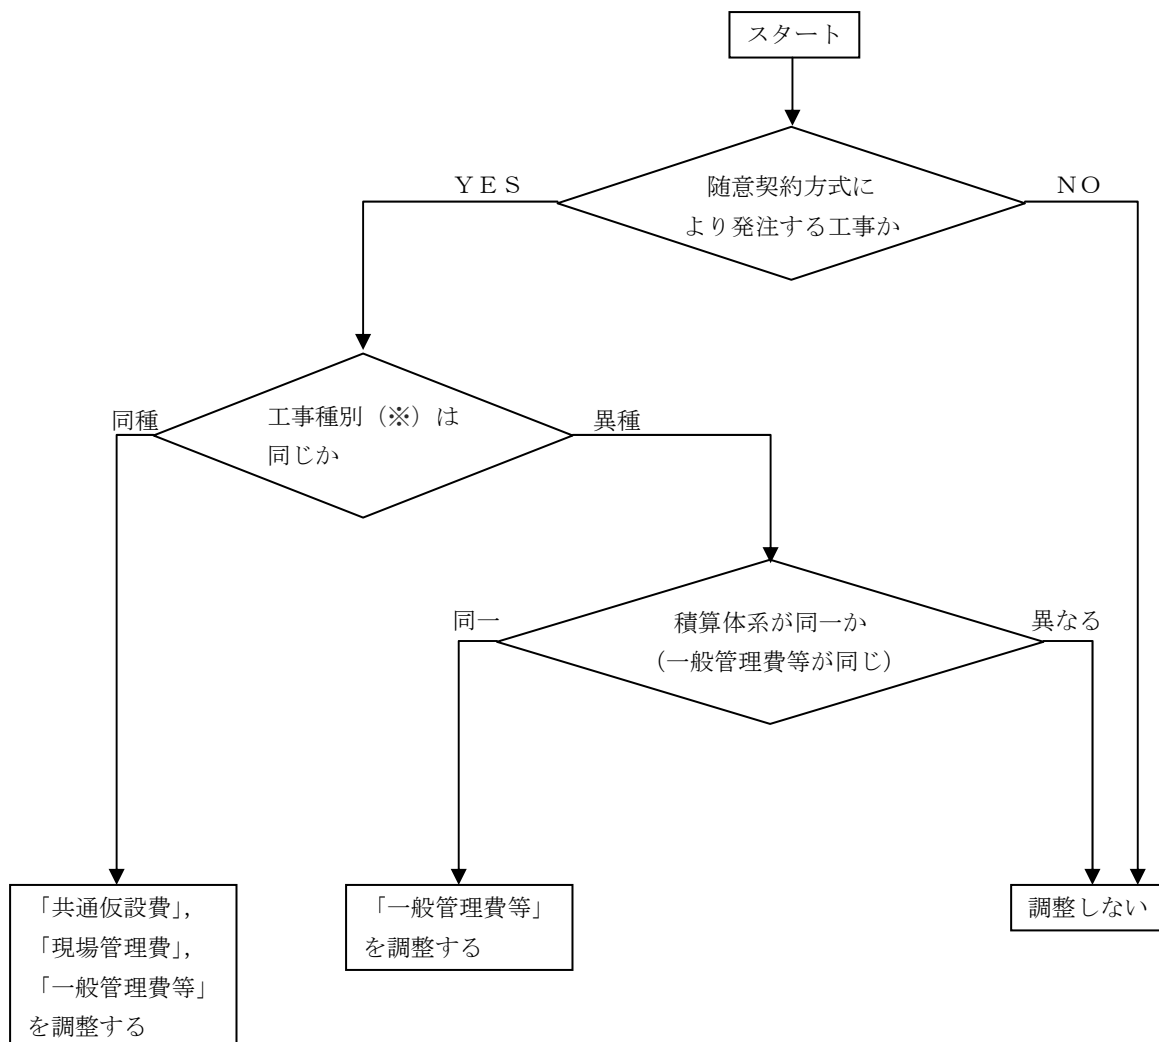 スタート
随意契約方式に
より発注する工事か
ＹＥＳ
ＮＯ
工事種別（※）は
同じか
同種
異種
積算体系が同一か
（一般管理費等が同じ）
同一
異なる
「共通仮設費」，
「現場管理費」，
「一般管理費等」
を調整する
「一般管理費等」
を調整する
調整しない